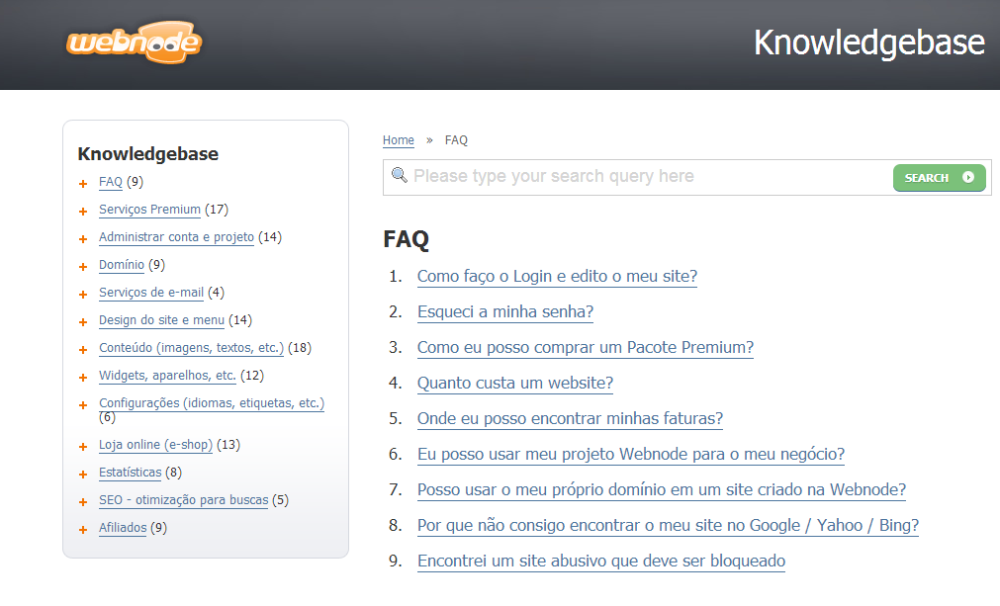 webnode
Knowledgebase
Knowledgebase
FAQ (9)
Serviços Premium (17)
Administrar conta e projeto (14)
Domínio (9)
Serviços de e-mail (4)
Design do site e menu (14)
Conteúdo (imagens, textos, etc.) (18)
Widgets, aparelhos, etc. (12)
Configurações (idiomas, etiquetas, etc.)
(6)
Loja online (e-shop) (13)
Estatísticas (8)
SEO - otimização para buscas (5)
Afiliados (9)
Home » FAQ
Please type your search query here
SEARCH
FAQ
1. Como faço o Login e edito o meu site?
2. Esqueci a minha senha?
3. Como eu posso comprar um Pacote Premium?
4. Quanto custa um website?
5. Onde eu posso encontrar minhas faturas?
6. Eu posso usar meu projeto Webnode para o meu negócio?
7. Posso usar o meu próprio domínio em um site criado na Webnode?
8. Por que não consigo encontrar o meu site no Google / Yahoo / Bing?
9. Encontrei um site abusivo que deve ser bloqueado